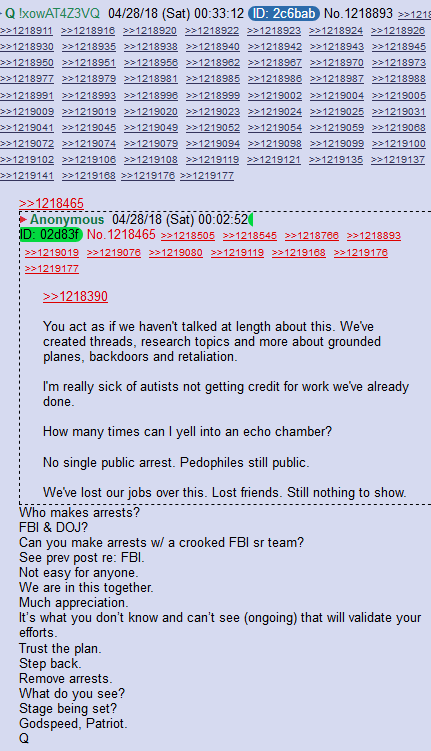 Q !xowAT4Z3VQ 04/28/18 (Sat) 00:33:12 ID: 2c6bab No.1218893
>>1218911 >>1218916 >>1218920 >>1218922 >>1218923 >>1218924 >>1218926
>>1218930 >>1218935 >>1218938 >>1218940 >>1218942 >>1218943 >>1218945
>>1218950 >>1218951 >>1218956 >>1218962 >>1218967 >>1218971 >>1218973
>>1218977 >>1218979 >>1218981 >>1218985 >>1218986 >>1218987 >>1218988
>>1218991 >>1218993 >>1218996 >>1218999 >>1219002 >>1219004 >>1219005
>>1219009 >>1219019 >>1219020 >>1219023 >>1219024 >>1219025 >>1219031
>>1219041 >>1219045 >>1219049 >>1219052 >>1219054 >>1219059 >>1219068
>>1219072 >>1219074 >>1219079 >>1219094 >>1219098 >>1219099 >>1219100
>>1219102 >>1219106 >>1219108 >>1219119 >>1219121 >>1219135 >>1219137
>>1219141 >>1219168 >>1219176 >>1219177
>>1218465
Anonymous 04/28/18 (Sat) 00:02:52
ID: 02d83f No.1218465 >>1218505 >>1218545 >>1218766 >>1218893
>>1219019 >>1219076 >>1219080 >>1219119 >>1219168 >>1219176
>>1219177
>>1218390
You act as if we haven't talked at length about this. We've
created threads, research topics and more about grounded
planes, backdoors and retaliation.
I'm really sick of autists not getting credit for work we've already
done.
How many times can I yell into an echo chamber?
No single public arrest. Pedophiles still public.
We've lost our jobs over this. Lost friends. Still nothing to show.
Who makes arrests?
FBI & DOJ?
Can you make arrests w/ a crooked FBI sr team?
See prev post re: FBI.
Not easy for anyone.
We are in this together.
Much appreciation.
It's what you don't know and can't see (ongoing) that will validate your
efforts.
Trust the plan.
Step back.
Remove arrests.
What do you see?
Stage being set?
Godspeed, Patriot.
Q